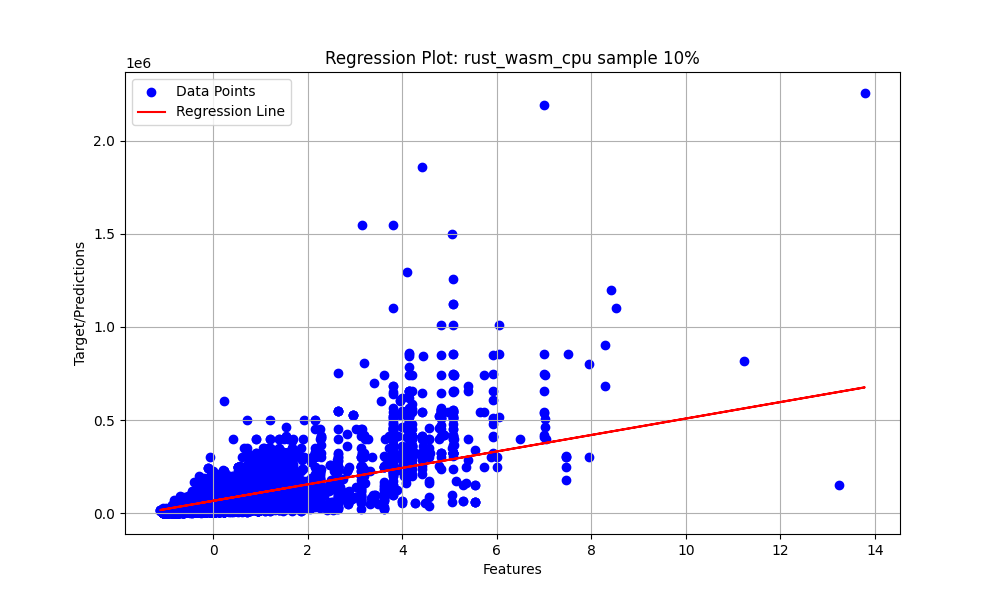 Regression Plot: rust_wasm_cpu sample 10%
1e6
Data Points
Regression Line
2.0
1.5
1.0
0.5
0.0
Target/Predictions
0 2 4 6 8 10 12 14
Features